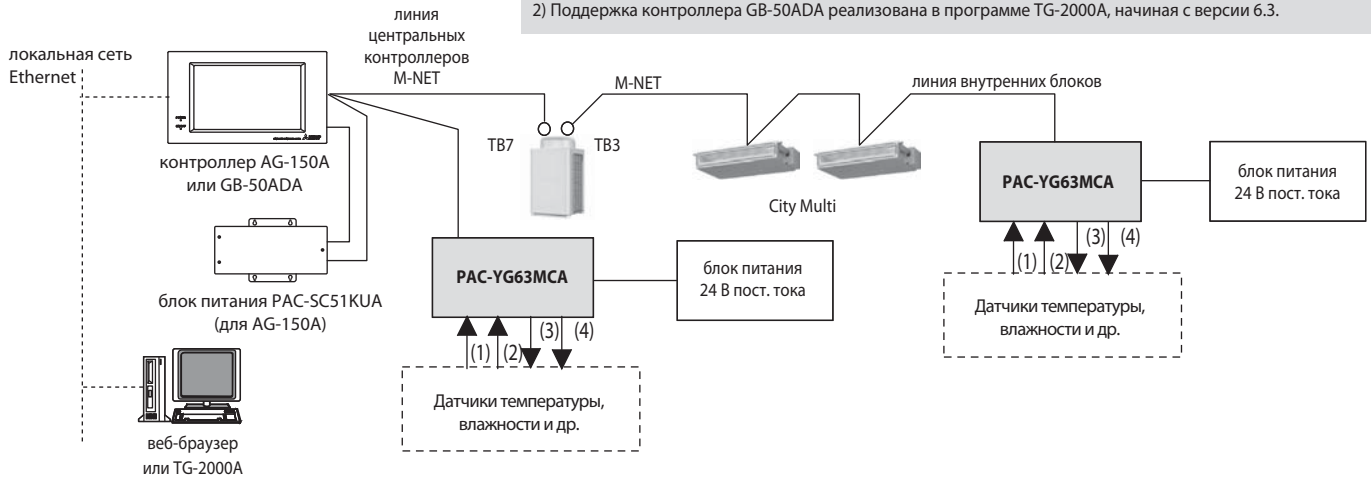 2) Поддержка контроллера GB-50ADA реализована в программе TG-2000A, начиная с версии 6.3.
локальная сеть
Ethernet
линия
центральных
контроллеров
M-NET
M-NET
линия внутренних блоков
TB7
TB3
контроллер AG-150A
или GB-50ADA
City Multi
PAC-YG63MCA
блок питания
24 В пост. тока
(1)
(2)
(3)
(4)
Датчики температуры,
влажности и др.
PAC-YG63MCA
блок питания
24 В пост. тока
(1)
(2)
(3)
(4)
Датчики температуры,
влажности и др.
блок питания PAC-SC51KUA
(для AG-150A)
веб-браузер
или TG-2000A